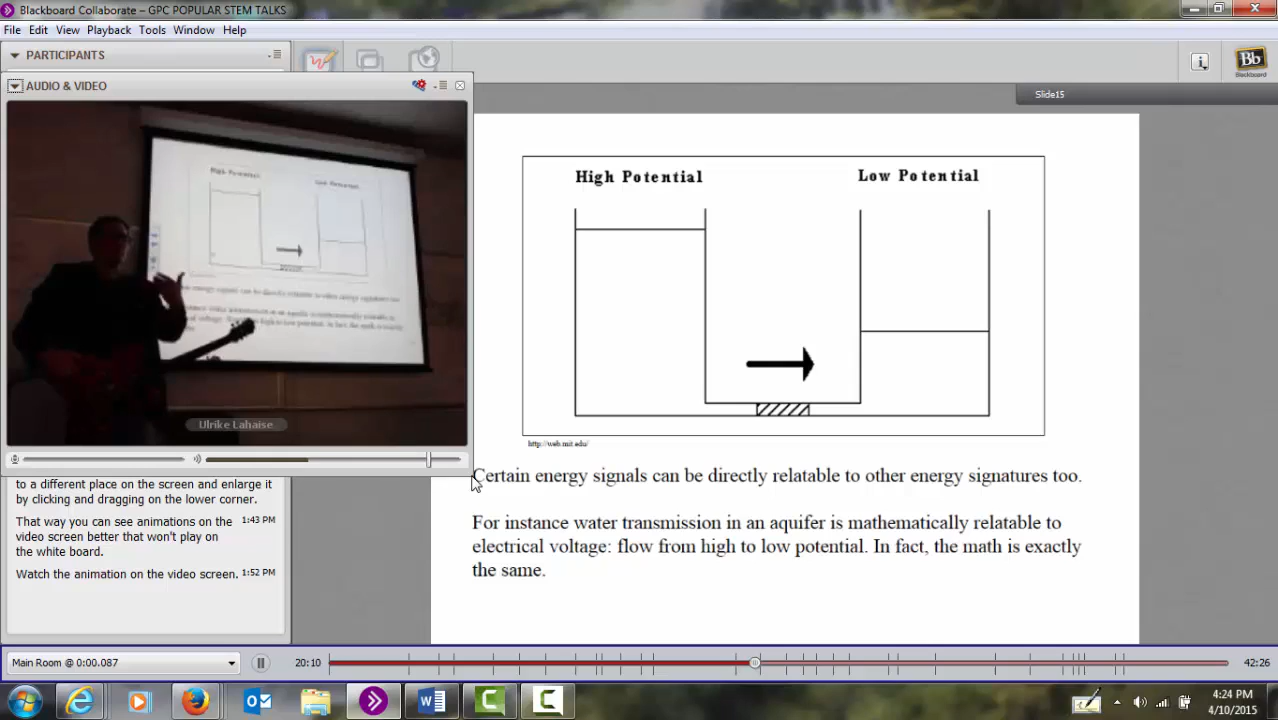 Blackboard Collaborate – GPC POPULAR STEM TALKS
File Edit View Playback Tools Window Help
PARTICIPANTS
Blackboard
AUDIO & VIDEO
Slide15
High Potential
Low Potential
High Potential
Low Potential
Ulrike Lahaise
http://web.mit.edu/
Certain energy signals can be directly relatable to other energy signatures too.
For instance water transmission in an aquifer is mathematically relatable to
electrical voltage: flow from high to low potential. In fact, the math is exactly
the same.
to a different place on the screen and enlarge it
by clicking and dragging on the lower corner.
That way you can see animations on the 1:43 PM
video screen better that won't play on
the white board.
Watch the animation on the video screen. 1:52 PM
Main Room @ 0:00.087
20:10
42:26
4:24 PM
4/10/2015